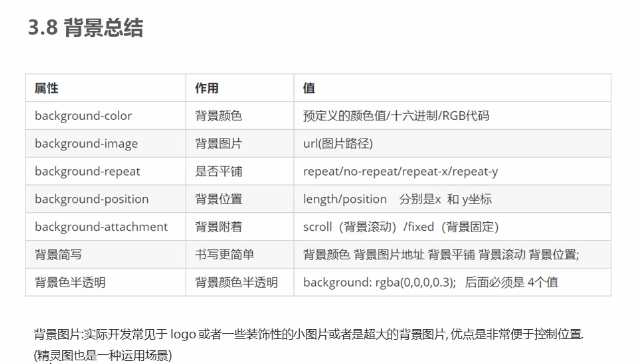 3.8 背景总结
属性 作用 值
background-color 背景颜色 预定义的颜色值/十六进制/RGB代码
background-image 背景图片 url(图片路径)
background-repeat 是否平铺 repeat/no-repeat/repeat-x/repeat-y
background-position 背景位置 length/position 分别是x 和 y坐标
background-attachment 背景附着 scroll（背景滚动）/fixed（背景固定）
背景简写 书写更简单 背景颜色 背景图片地址 背景平铺 背景滚动 背景位置;
背景色半透明 背景颜色半透明 background: rgba(0,0,0,0.3); 后面必须是 4个值
背景图片:实际开发常见于 logo 或者一些装饰性的小图片或者是超大的背景图片, 优点是非常便于控制位置.
(精灵图也是一种运用场景)